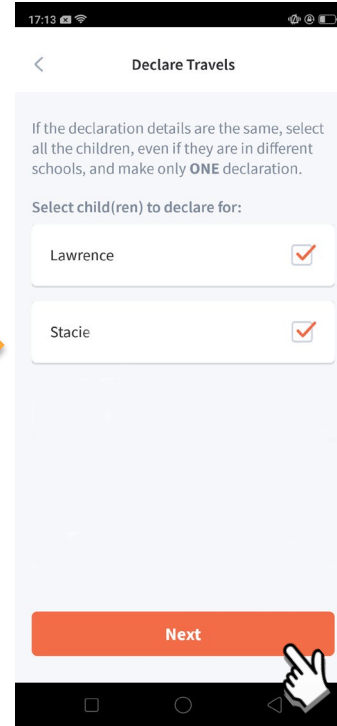 17:13
Declare Travels
If the declaration details are the same, select
all the children, even if they are in different
schools, and make only ONE declaration.
Select child(ren) to declare for:
Lawrence
Stacie
Next